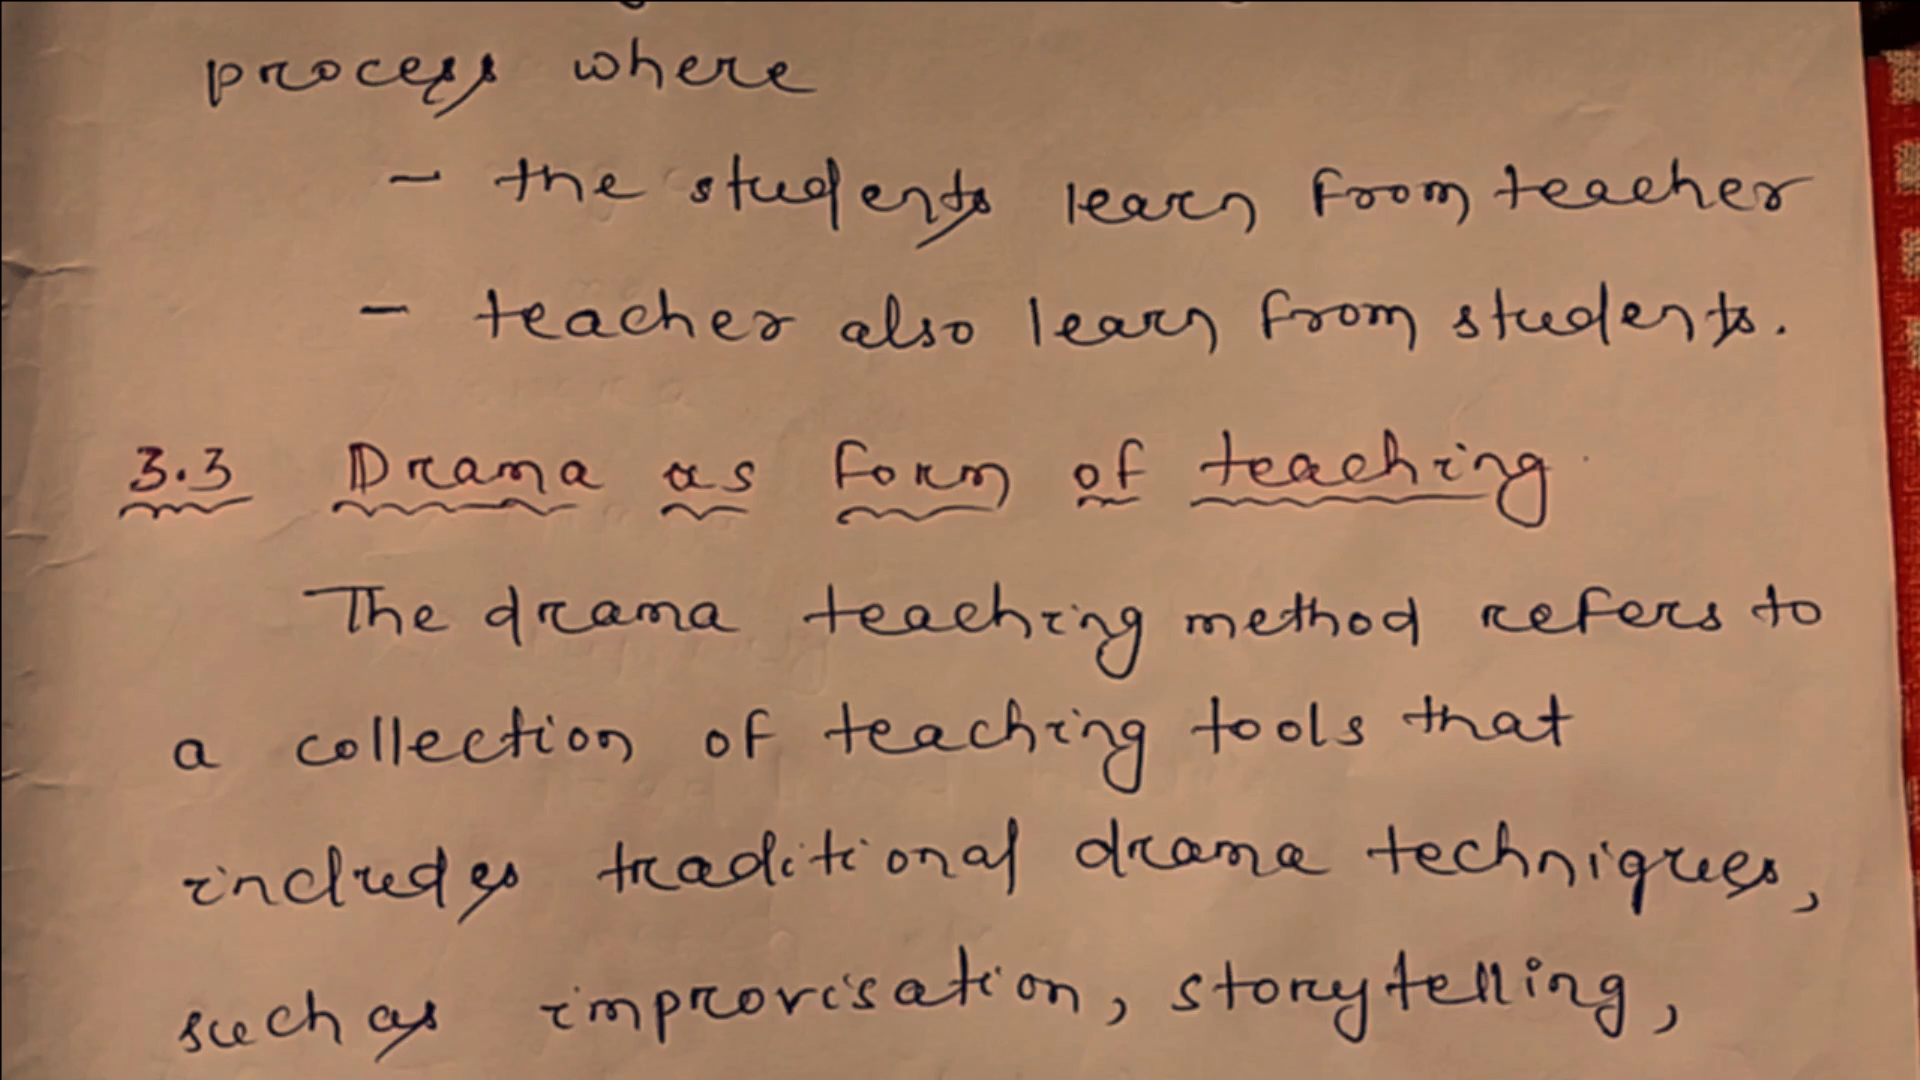 process where
- the students learn from teacher
- teacher also learn from students.
3.3 Drama as form of teaching
The drama teaching method refers to
a collection of teaching tools that
includes traditional drama techniques,
such as improvisation, storytelling,